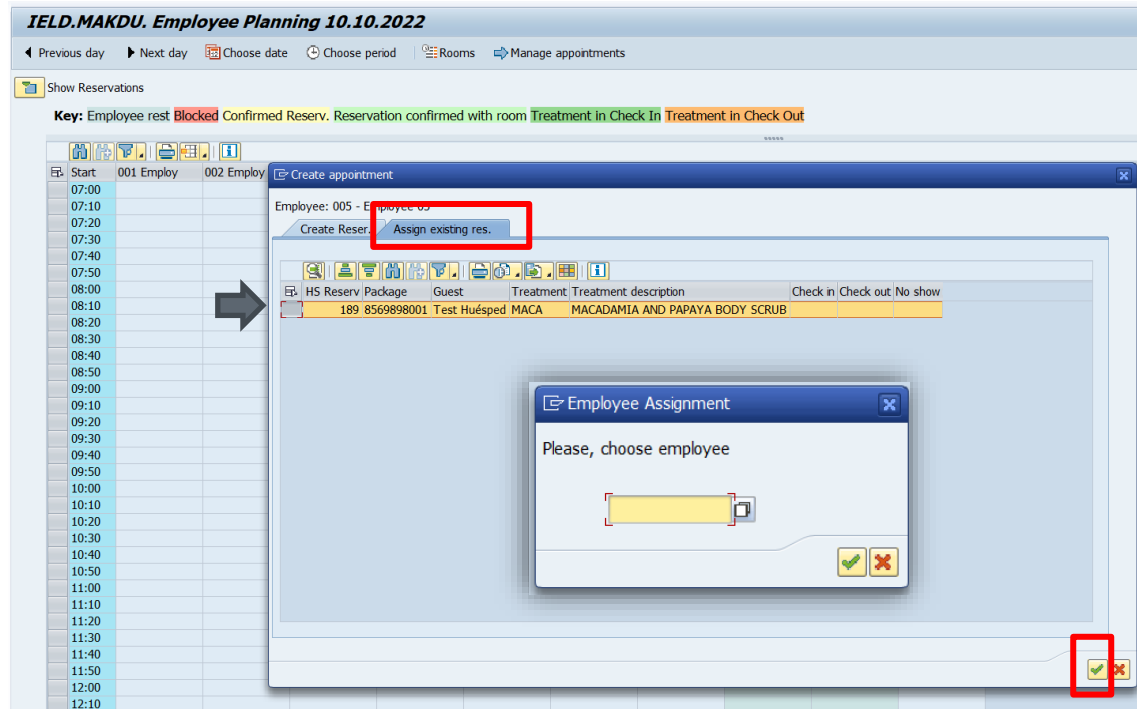 IELD.MAKDU. Employee Planning 10.10.2022
Previous day Next day Choose date Choose period Rooms Manage appointments
Show Reservations
Key: Employee rest Blocked Confirmed Reserv. Reservation confirmed with room Treatment in Check In Treatment in Check Out
Start 001 Employ 002 Employ
Create appointment
Employee: 005 - Employee 05
Create Reser. Assign existing res.
HS Reserv Package Guest Treatment Treatment description Check in Check out No show
189 8569898001 Test Huésped MACA MACADAMIA AND PAPAYA BODY SCRUB
Employee Assignment
Please, choose employee
07:00
07:10
07:20
07:30
07:40
07:50
08:00
08:10
08:20
08:30
08:40
08:50
09:00
09:10
09:20
09:30
09:40
09:50
10:00
10:10
10:20
10:30
10:40
10:50
11:00
11:10
11:20
11:30
11:40
11:50
12:00
12:10